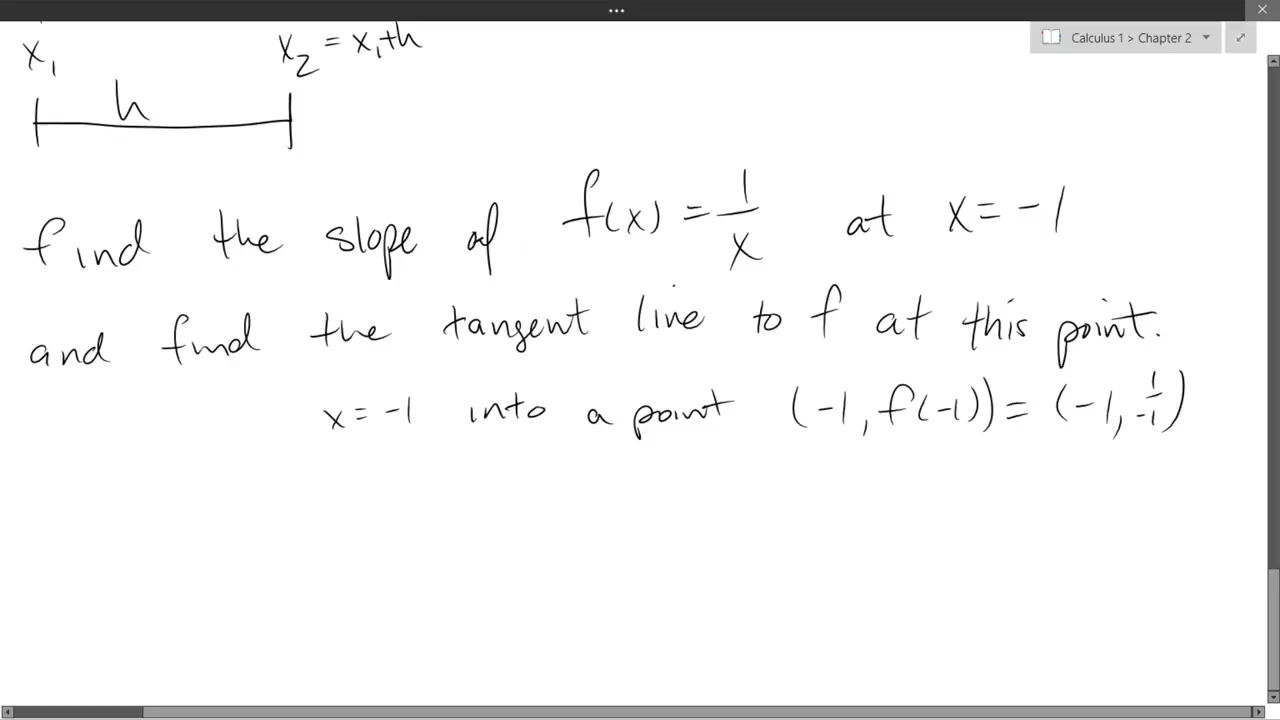 Calculus 1 > Chapter 2
x₁ x₂ = x₁+h
h
find the slope of f(x) = 1/x at x = -1
and find the tangent line to f at this point.
x = -1 into a point (-1, f(-1)) = (-1, 1/-1)